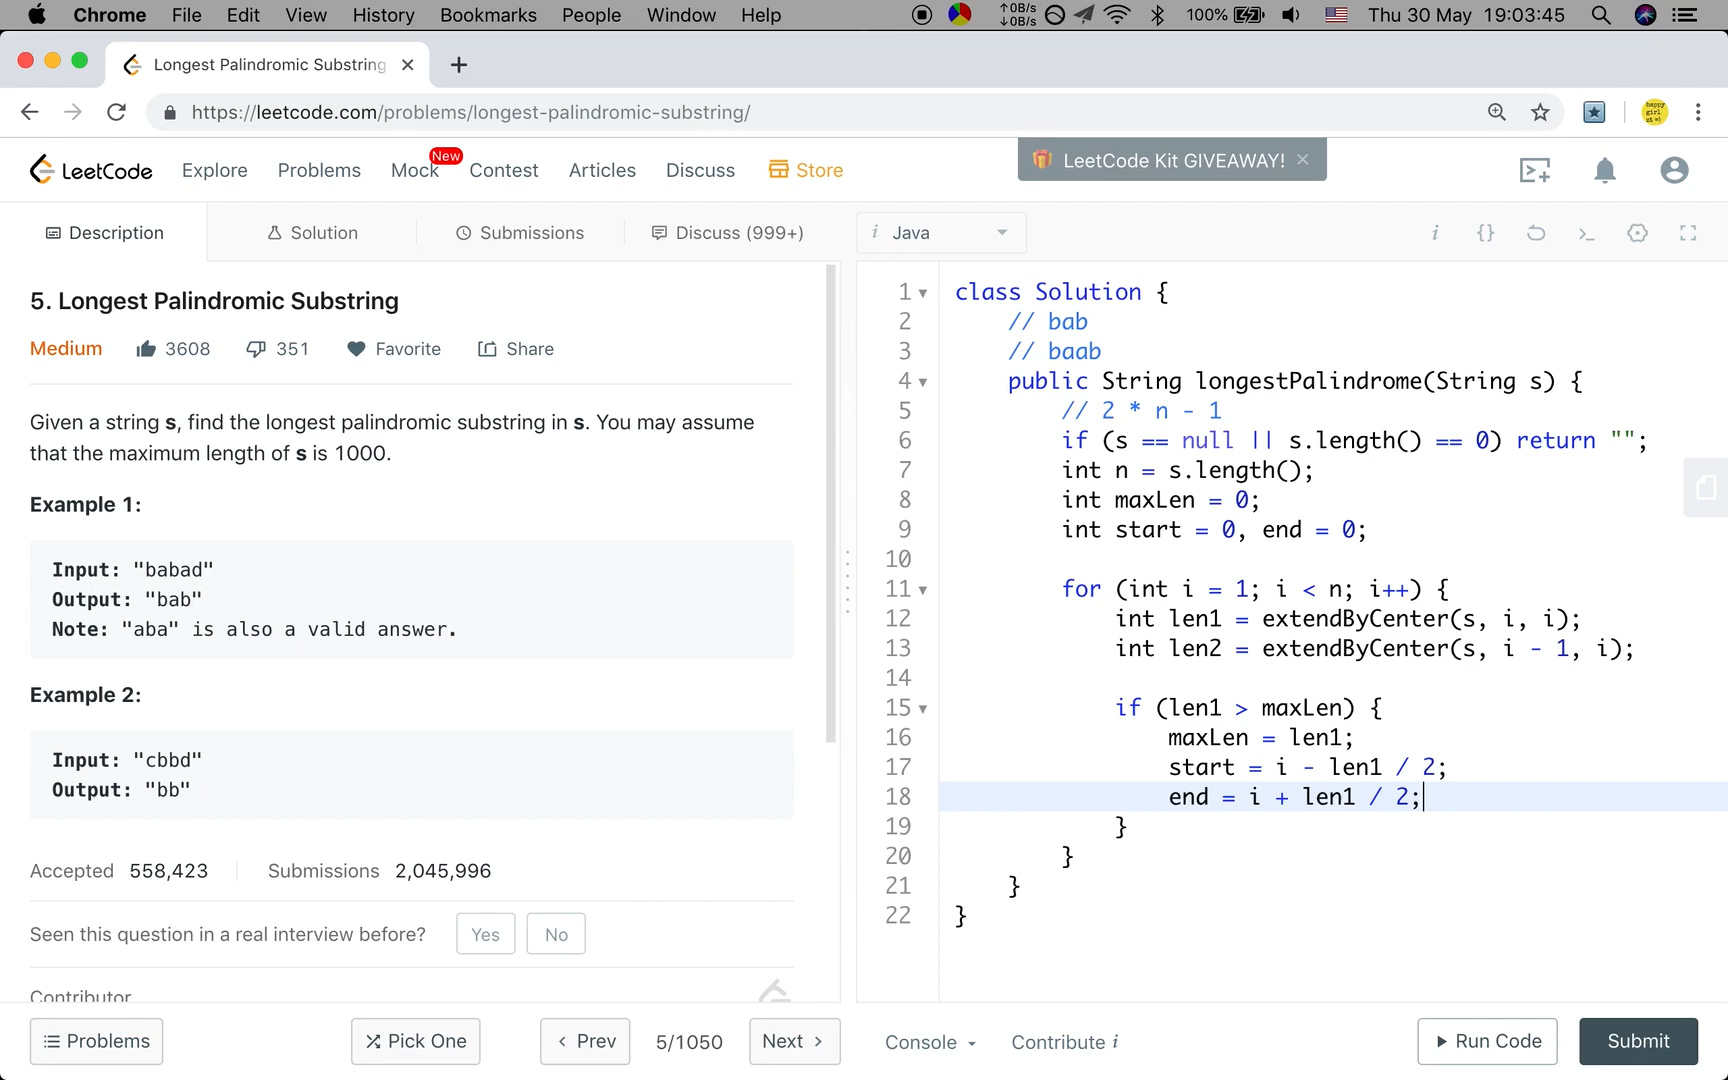 Chrome File Edit View History Bookmarks People Window Help ↑0B/s ↓0B/s 100% Thu 30 May 19:03:45
Longest Palindromic Substring
https://leetcode.com/problems/longest-palindromic-substring/ happy girl
LeetCode Explore Problems Mock New Contest Articles Discuss Store LeetCode Kit GIVEAWAY!
Description Solution Submissions Discuss (999+) i Java i {}
5. Longest Palindromic Substring
Medium 3608 351 Favorite Share
Given a string s, find the longest palindromic substring in s. You may assume
that the maximum length of s is 1000.
Example 1:
Input: "babad"
Output: "bab"
Note: "aba" is also a valid answer.
Example 2:
Input: "cbbd"
Output: "bb"
Accepted 558,423 Submissions 2,045,996
Seen this question in a real interview before? Yes No
Contributor
1 class Solution {
2 // bab
3 // baab
4 public String longestPalindrome(String s) {
5 // 2 * n - 1
6 if (s == null || s.length() == 0) return "";
7 int n = s.length();
8 int maxLen = 0;
9 int start = 0, end = 0;
10
11 for (int i = 1; i < n; i++) {
12 int len1 = extendByCenter(s, i, i);
13 int len2 = extendByCenter(s, i - 1, i);
14
15 if (len1 > maxLen) {
16 maxLen = len1;
17 start = i - len1 / 2;
18 end = i + len1 / 2;
19 }
20 }
21 }
22 }
Problems Pick One Prev 5/1050 Next Console Contribute i Run Code Submit